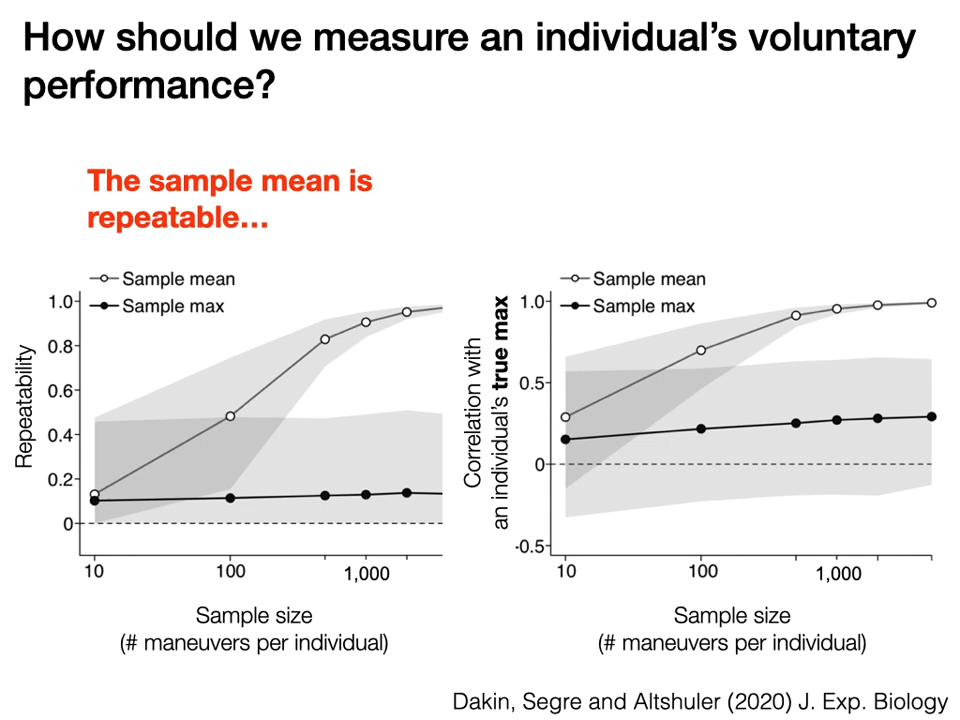 How should we measure an individual's voluntary
performance?
The sample mean is
repeatable…
Sample mean
Sample max
1.0
0.8
0.6
0.4
0.2
0
Repeatability
10
100
1,000
Sample size
(# maneuvers per individual)
Sample mean
Sample max
1.0
0.5
0
-0.5
Correlation with
an individual's true max
10
100
1,000
Sample size
(# maneuvers per individual)
Dakin, Segre and Altshuler (2020) J. Exp. Biology